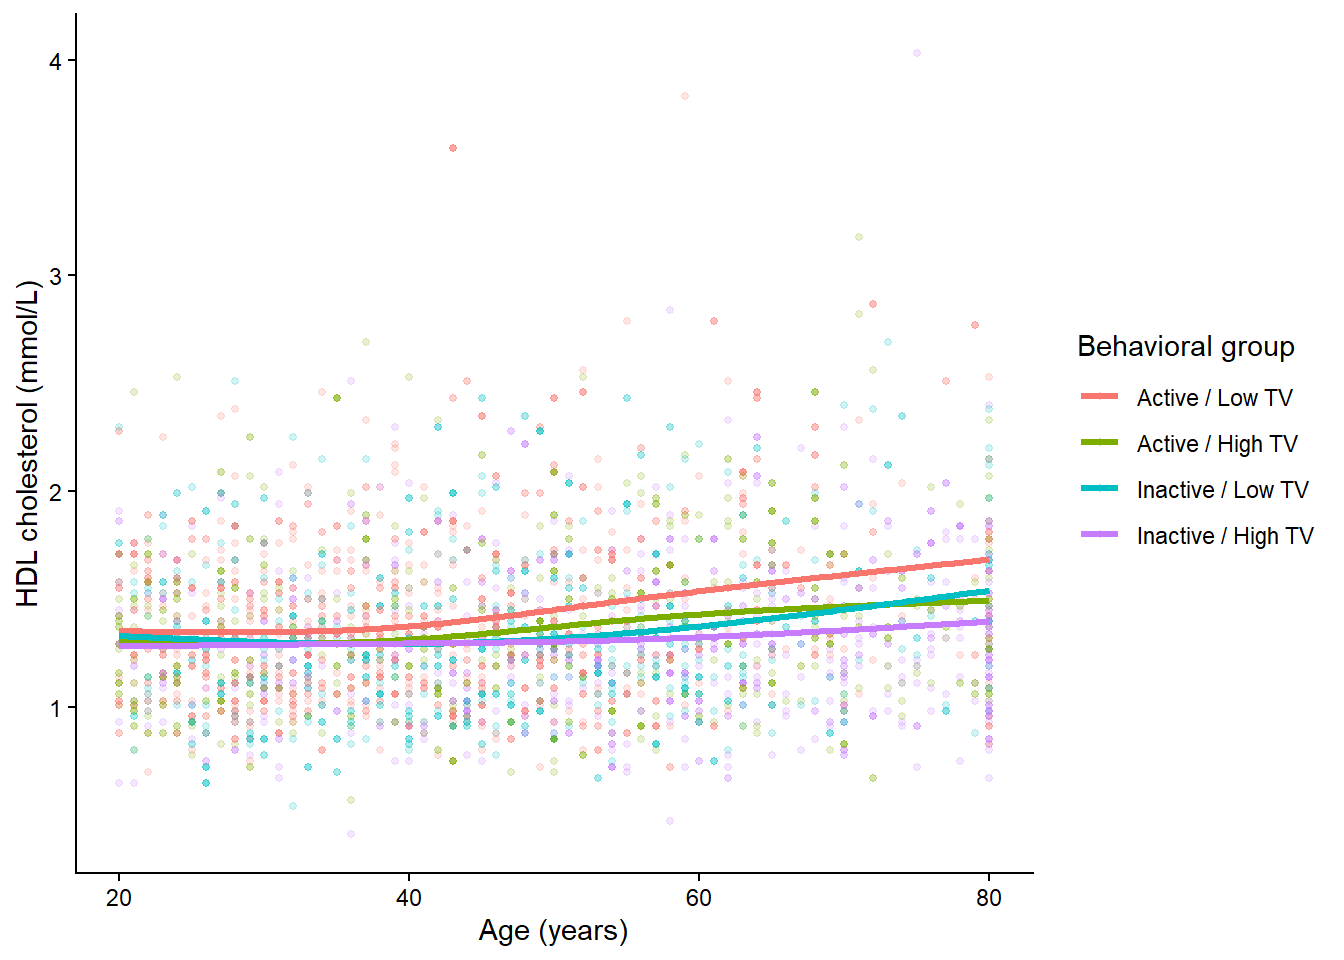 4
3
2
1
HDL cholesterol (mmol/L)
20 40 60 80
Age (years)
Behavioral group
Active / Low TV
Active / High TV
Inactive / Low TV
Inactive / High TV